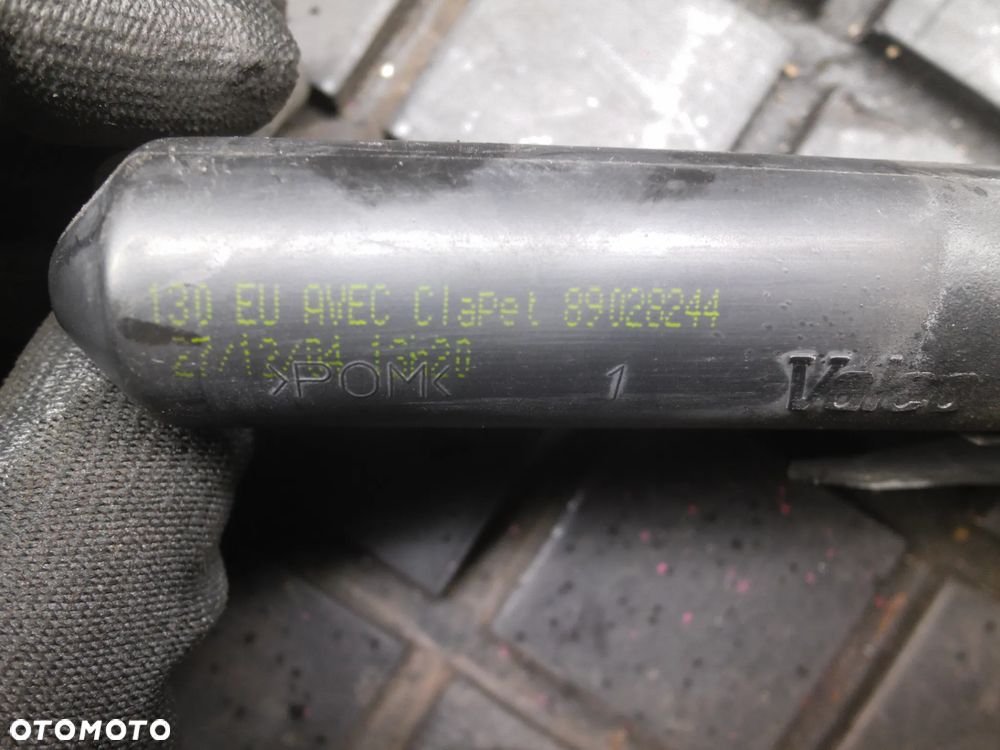 130 EU AVEC Clapet 89028244
27/12/04 13h20
>POM<
1
Valeo
OTOMOTO